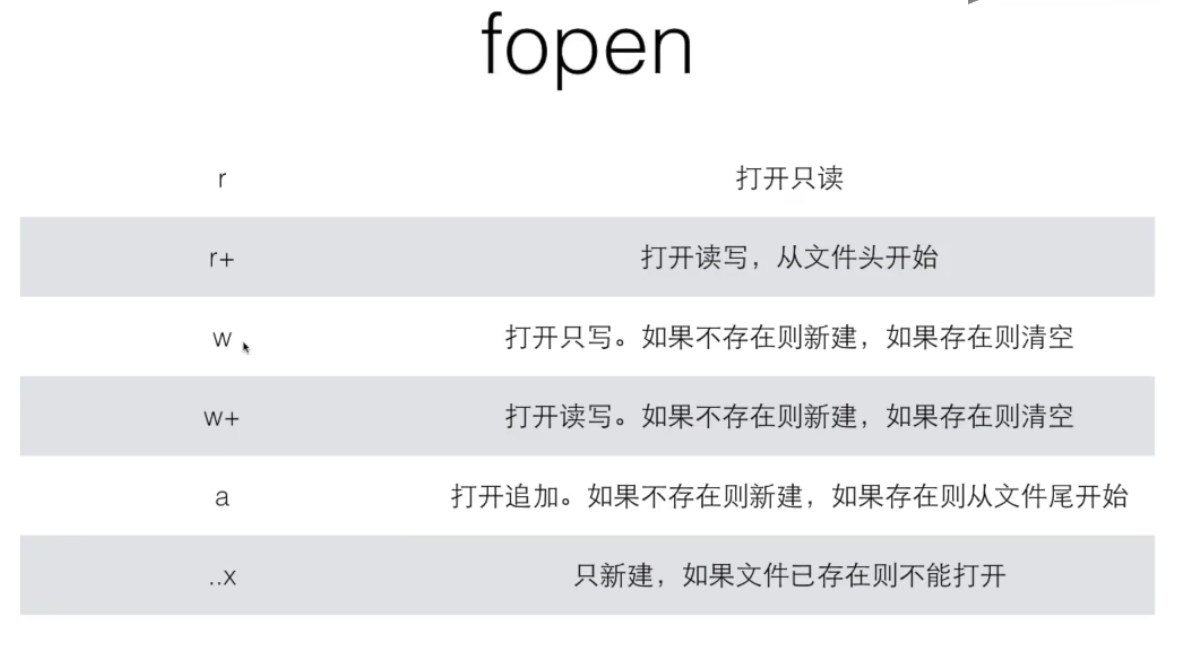 fopen
r 打开只读
r+ 打开读写，从文件头开始
w 打开只写。如果不存在则新建，如果存在则清空
w+ 打开读写。如果不存在则新建，如果存在则清空
a 打开追加。如果不存在则新建，如果存在则从文件尾开始
..x 只新建，如果文件已存在则不能打开